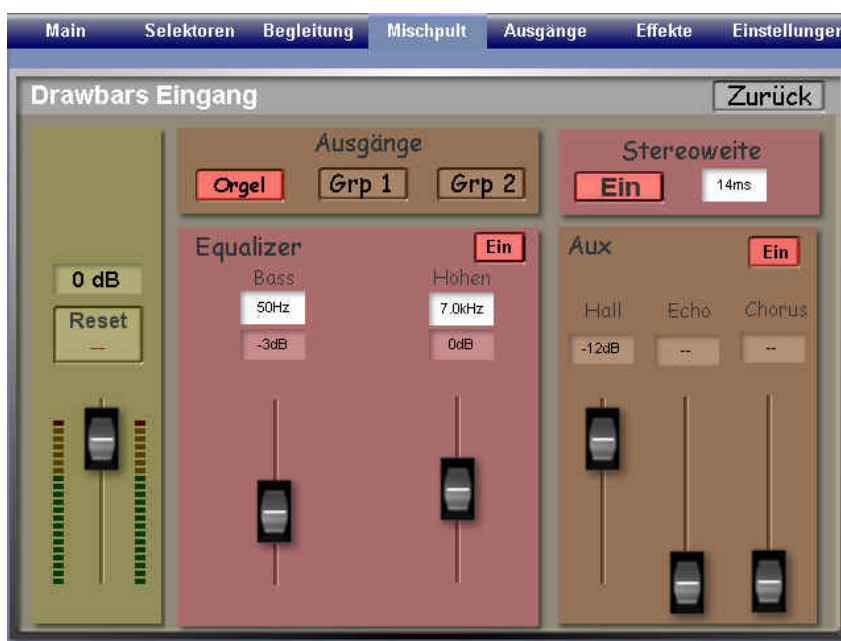 Main Selektoren Begleitung Mischpult Ausgänge Effekte Einstellungen
Drawbars Eingang Zurück
Ausgänge
Orgel Grp 1 Grp 2
Stereoweite
Ein 14ms
0 dB
Reset
--
Equalizer Ein
Bass Höhen
50Hz 7.0kHz
-3dB 0dB
Aux Ein
Hall Echo Chorus
-12dB -- --